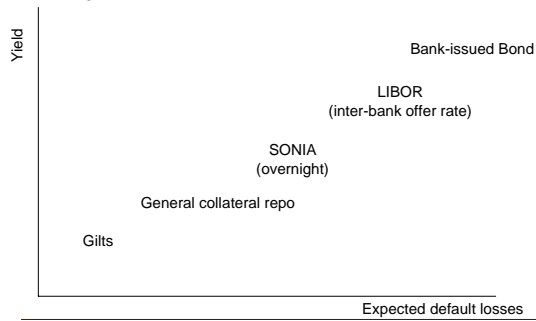 Yield
Bank-issued Bond
LIBOR
(inter-bank offer rate)
SONIA
(overnight)
General collateral repo
Gilts
Expected default losses